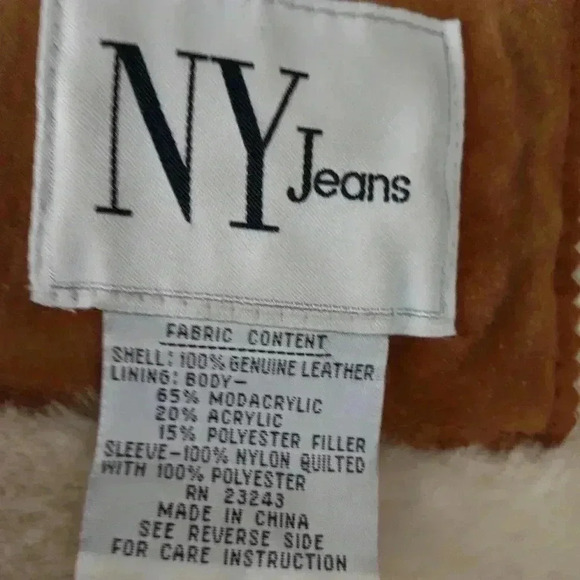 NY Jeans
FABRIC CONTENT
SHELL: 100% GENUINE LEATHER
LINING: BODY-
65% MODACRYLIC
20% ACRYLIC
15% POLYESTER FILLER
SLEEVE-100% NYLON QUILTED
WITH 100% POLYESTER
RN 23243
MADE IN CHINA
SEE REVERSE SIDE
FOR CARE INSTRUCTION